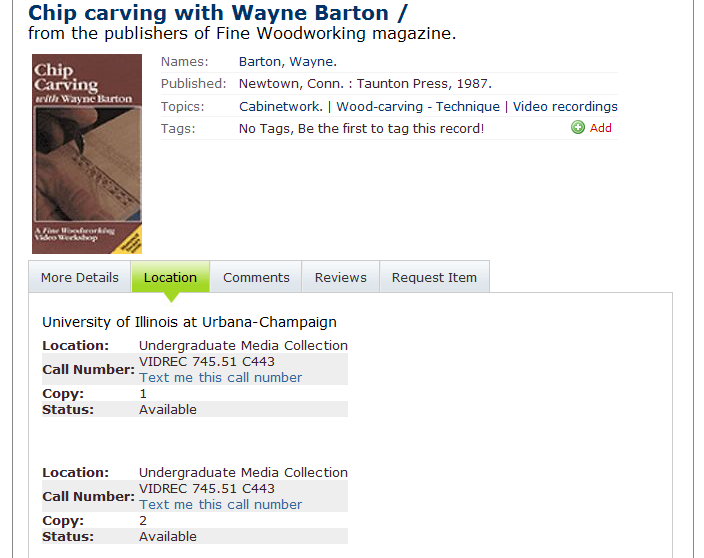 Chip carving with Wayne Barton /
from the publishers of Fine Woodworking magazine.
Chip
Carving
with Wayne Barton
A Fine Woodworking
Video Workshop
Names: Barton, Wayne.
Published: Newtown, Conn. : Taunton Press, 1987.
Topics: Cabinetwork. | Wood-carving - Technique | Video recordings
Tags: No Tags, Be the first to tag this record! Add
More Details Location Comments Reviews Request Item
University of Illinois at Urbana-Champaign
Location: Undergraduate Media Collection
Call Number: VIDREC 745.51 C443
Text me this call number
Copy: 1
Status: Available
Location: Undergraduate Media Collection
Call Number: VIDREC 745.51 C443
Text me this call number
Copy: 2
Status: Available